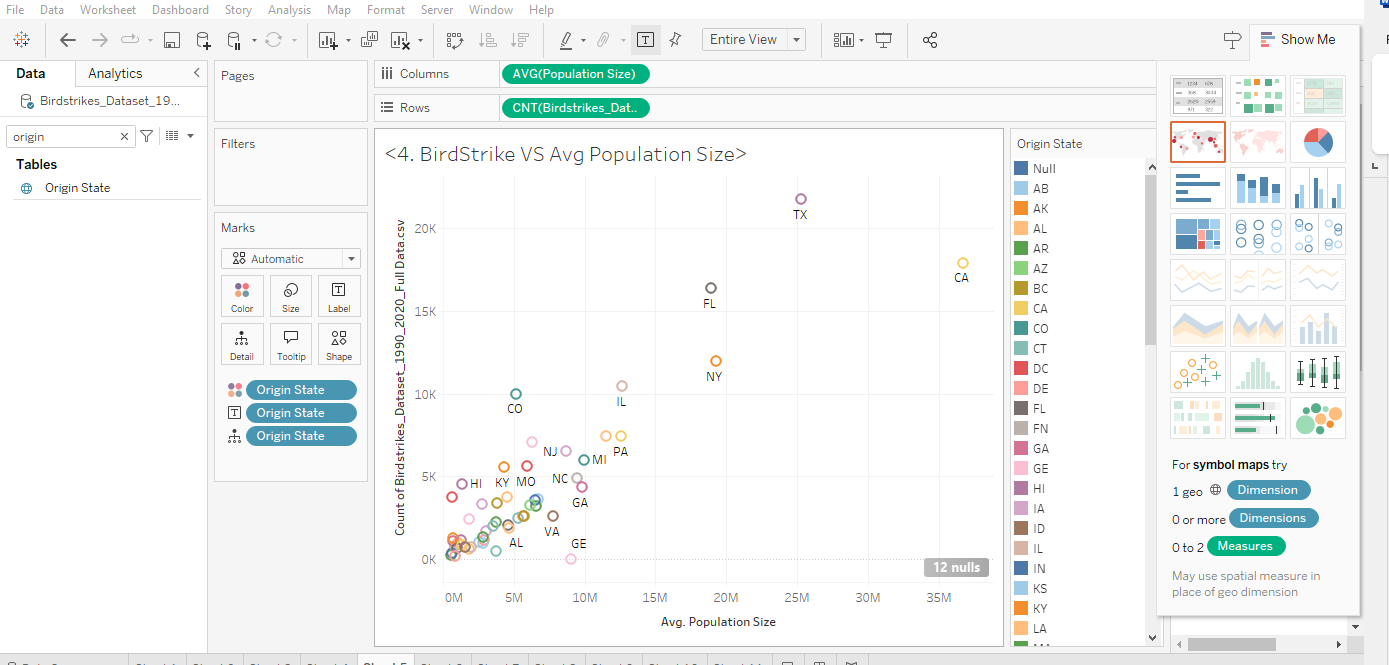 File Data Worksheet Dashboard Story Analysis Map Format Server Window Help
Entire View
Show Me
Data Analytics
Birdstrikes_Dataset_19...
origin
Tables
Origin State
Pages
Filters
Marks
Automatic
Color Size Label
Detail Tooltip Shape
Origin State
Origin State
Origin State
Columns AVG(Population Size)
Rows CNT(Birdstrikes_Dat..
<4. BirdStrike VS Avg Population Size>
Count of Birdstrikes_Dataset_1990_2020_Full Data.csv
20K
15K
10K
5K
0K
TX
CA
FL
NY
IL
CO
PA
NJ
MI
HI
KY
MO
NC
GA
VA
AL
GE
12 nulls
0M 5M 10M 15M 20M 25M 30M 35M
Avg. Population Size
Origin State
Null
AB
AK
AL
AR
AZ
BC
CA
CO
CT
DC
DE
FL
FN
GA
GE
HI
IA
ID
IL
IN
KS
KY
LA
For symbol maps try
1 geo Dimension
0 or more Dimensions
0 to 2 Measures
May use spatial measure in
place of geo dimension